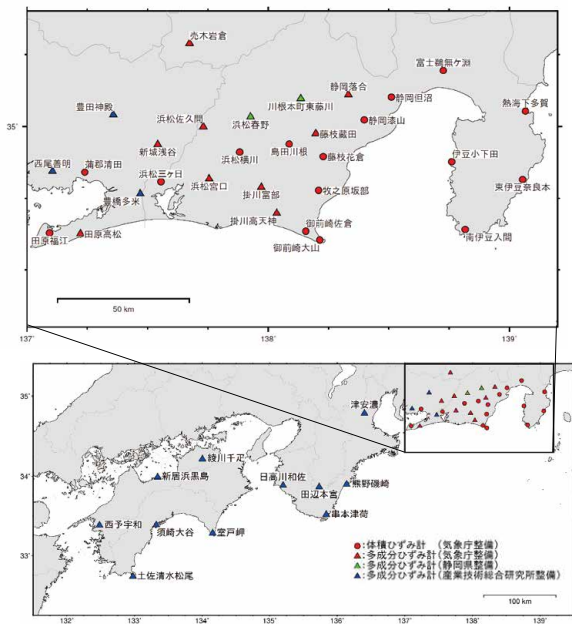 売木岩倉
富士鵜無ケ淵
静岡落合
静岡但沼
川根本町東藤川
豊田神殿
熱海下多賀
浜松佐久間
浜松春野
静岡漆山
35°
35°
藤枝蔵田
新城浅谷
島田川根
浜松横川
藤枝花倉
西尾善明
蒲郡清田
伊豆小下田
浜松三ケ日
浜松宮口
掛川富部
東伊豆奈良本
豊橋多米
牧之原坂部
掛川高天神
御前崎佐倉
田原福江
田原高松
南伊豆入間
御前崎大山
50 km
137°
138°
139°
津安濃
綾川千疋
34°
新居浜黒島
日高川和佐
熊野磯崎
田辺本宮
串本津荷
西予宇和
須崎大谷
室戸岬
33°
土佐清水松尾
:体積ひずみ計 (気象庁整備)
:多成分ひずみ計(気象庁整備)
:多成分ひずみ計(静岡県整備)
:多成分ひずみ計(産業技術総合研究所整備)
100 km
132°
133°
134°
135°
136°
137°
138°
139°